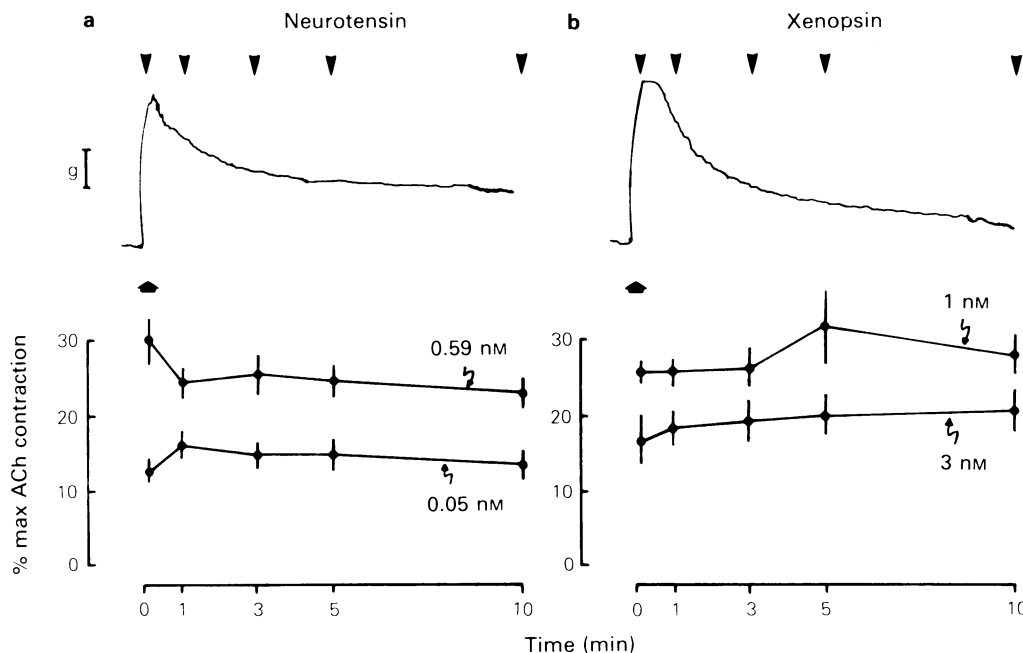 a Neurotensin
b Xenopsin
g
% max ACh contraction
30
20
10
0
0.59 nM
0.05 nM
0 1 3 5 10
30
20
10
0
1 nM
3 nM
0 1 3 5 10
Time (min)